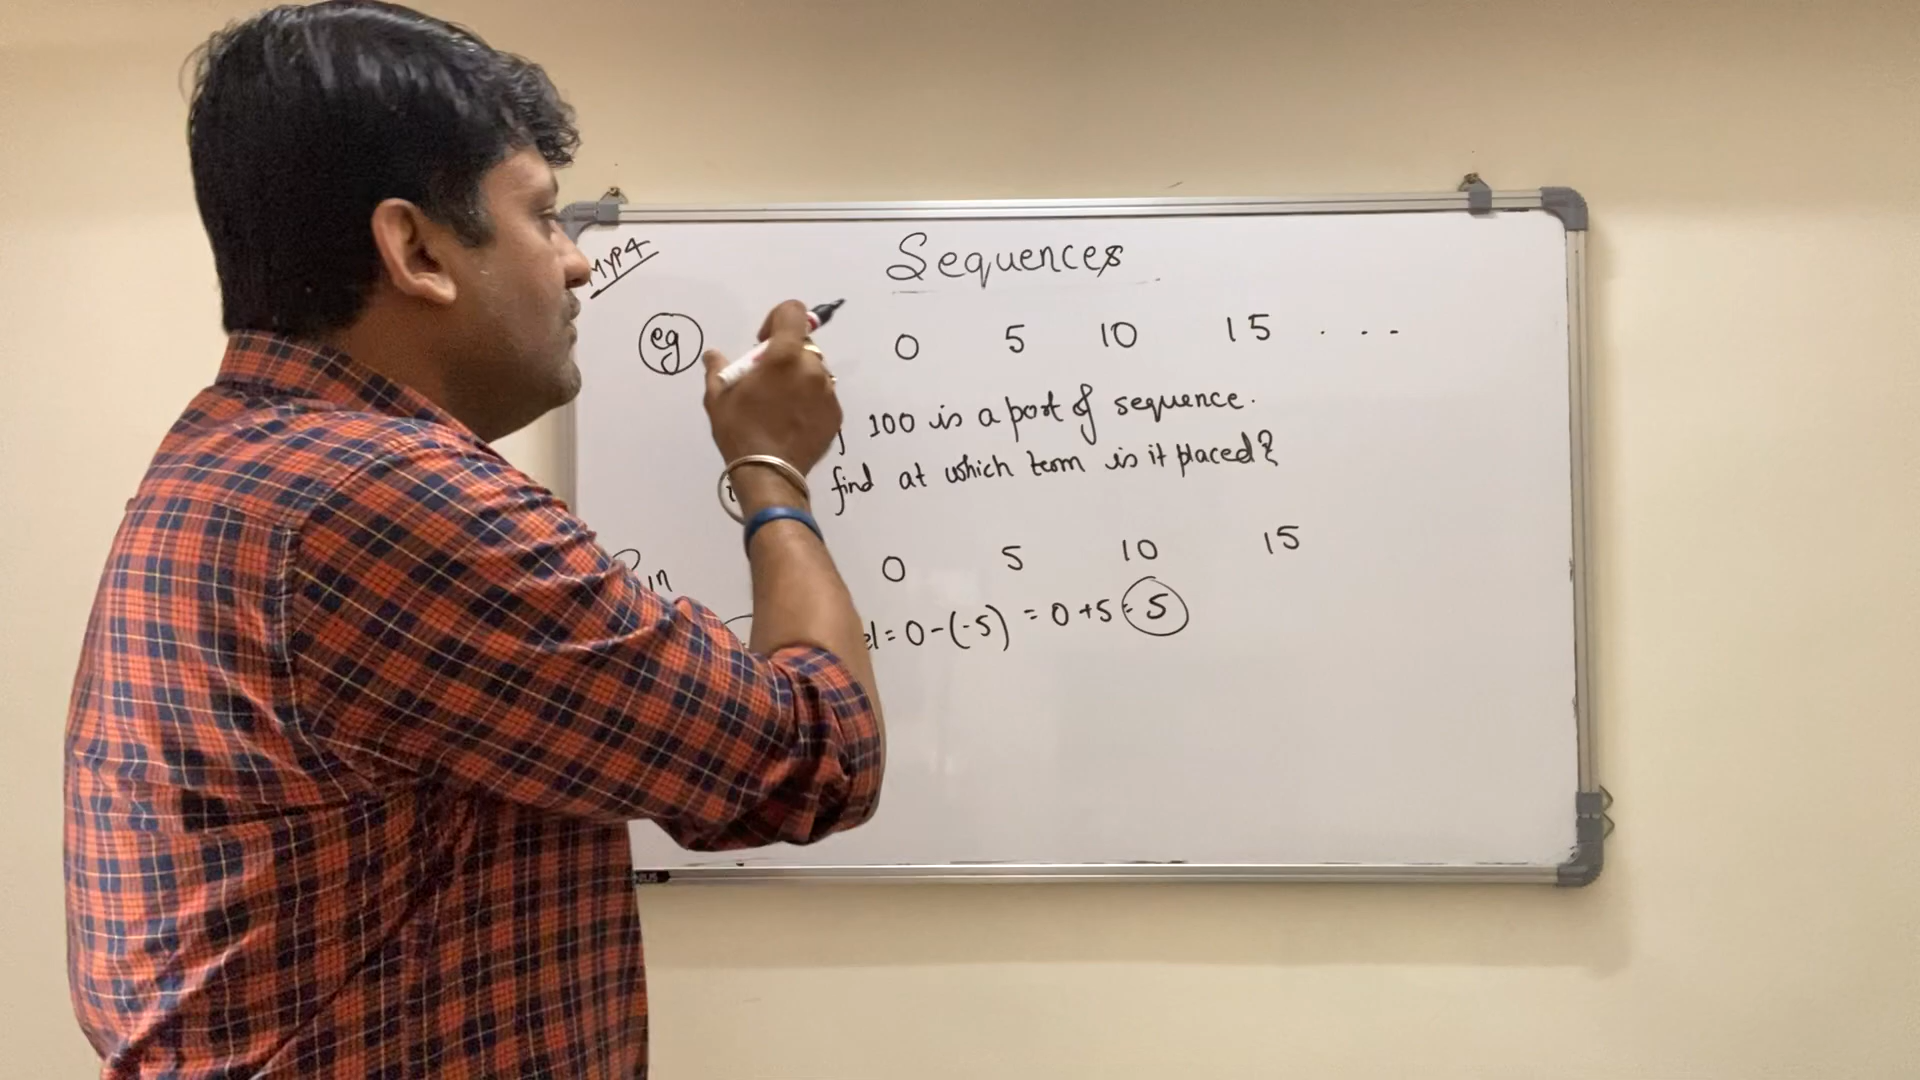 MYP4
Sequences
eg 0 5 10 15 . . .
100 is a part of sequence.
find at which term is it placed?
0 5 10 15
= 0 - (-5) = 0 + 5 = 5